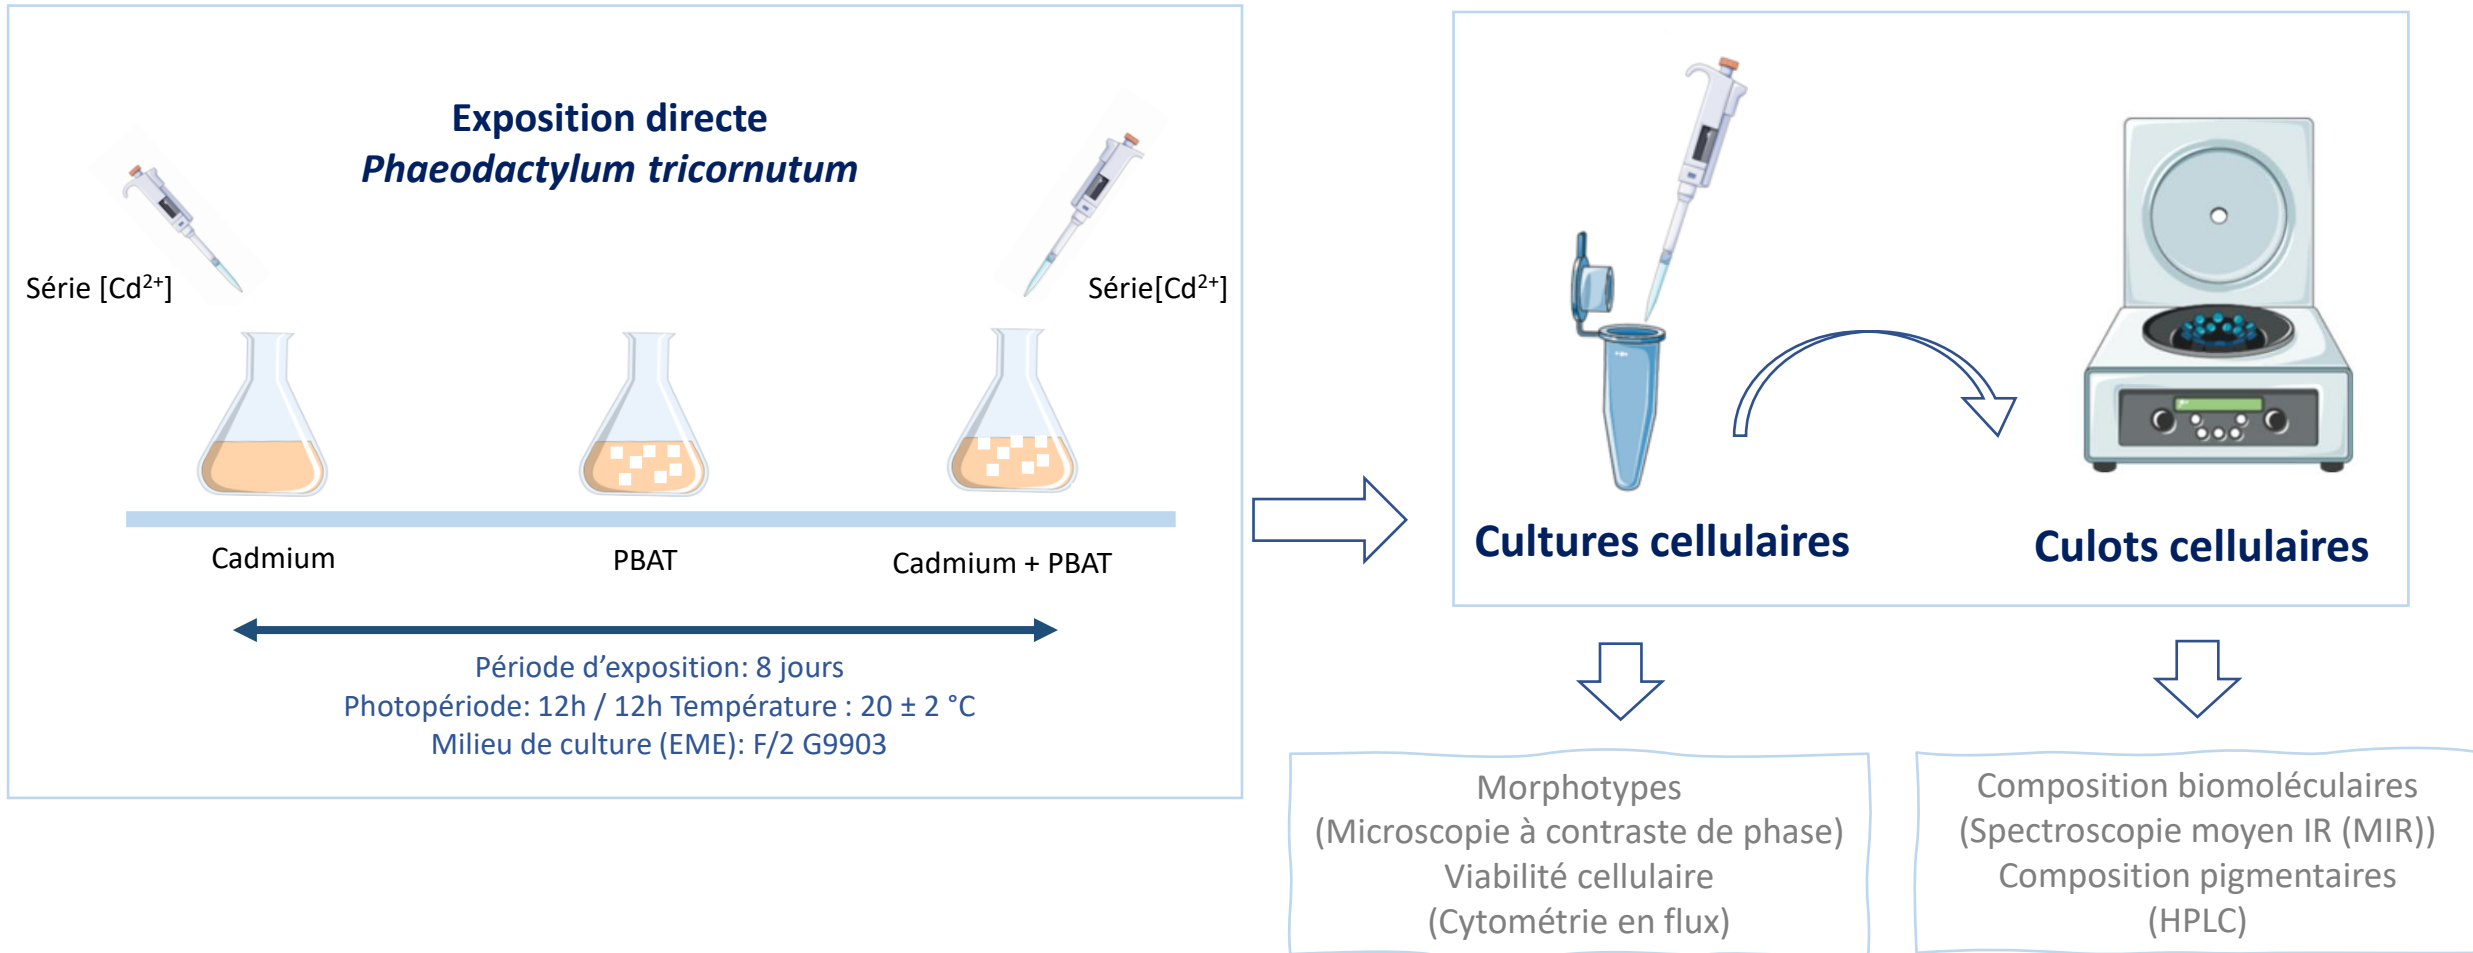 Exposition directe
Phaeodactylum tricornutum
Série [Cd²⁺]
Série[Cd²⁺]
Cadmium
PBAT
Cadmium + PBAT
Période d’exposition: 8 jours
Photopériode: 12h / 12h Température : 20 ± 2 °C
Milieu de culture (EME): F/2 G9903
Cultures cellulaires
Culots cellulaires
Morphotypes
(Microscopie à contraste de phase)
Viabilité cellulaire
(Cytométrie en flux)
Composition biomoléculaires
(Spectroscopie moyen IR (MIR))
Composition pigmentaires
(HPLC)